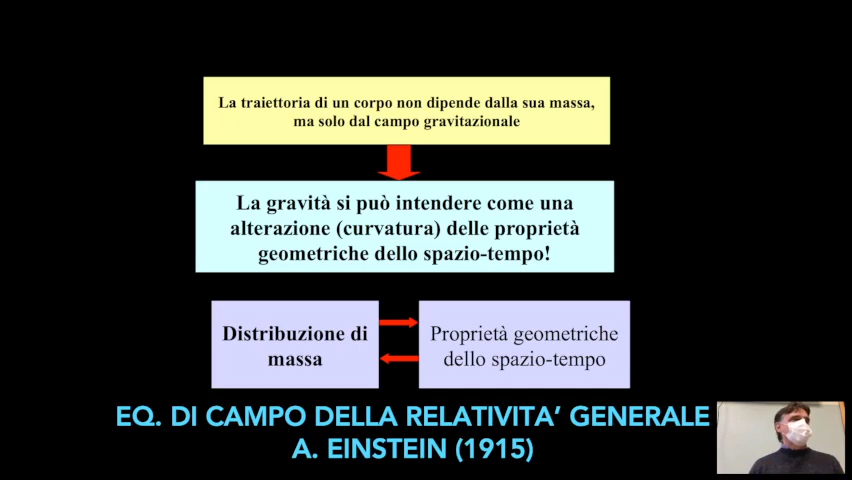 La traiettoria di un corpo non dipende dalla sua massa,
ma solo dal campo gravitazionale
La gravità si può intendere come una
alterazione (curvatura) delle proprietà
geometriche dello spazio-tempo!
Distribuzione di
massa
Proprietà geometriche
dello spazio-tempo
EQ. DI CAMPO DELLA RELATIVITA’ GENERALE
A. EINSTEIN (1915)